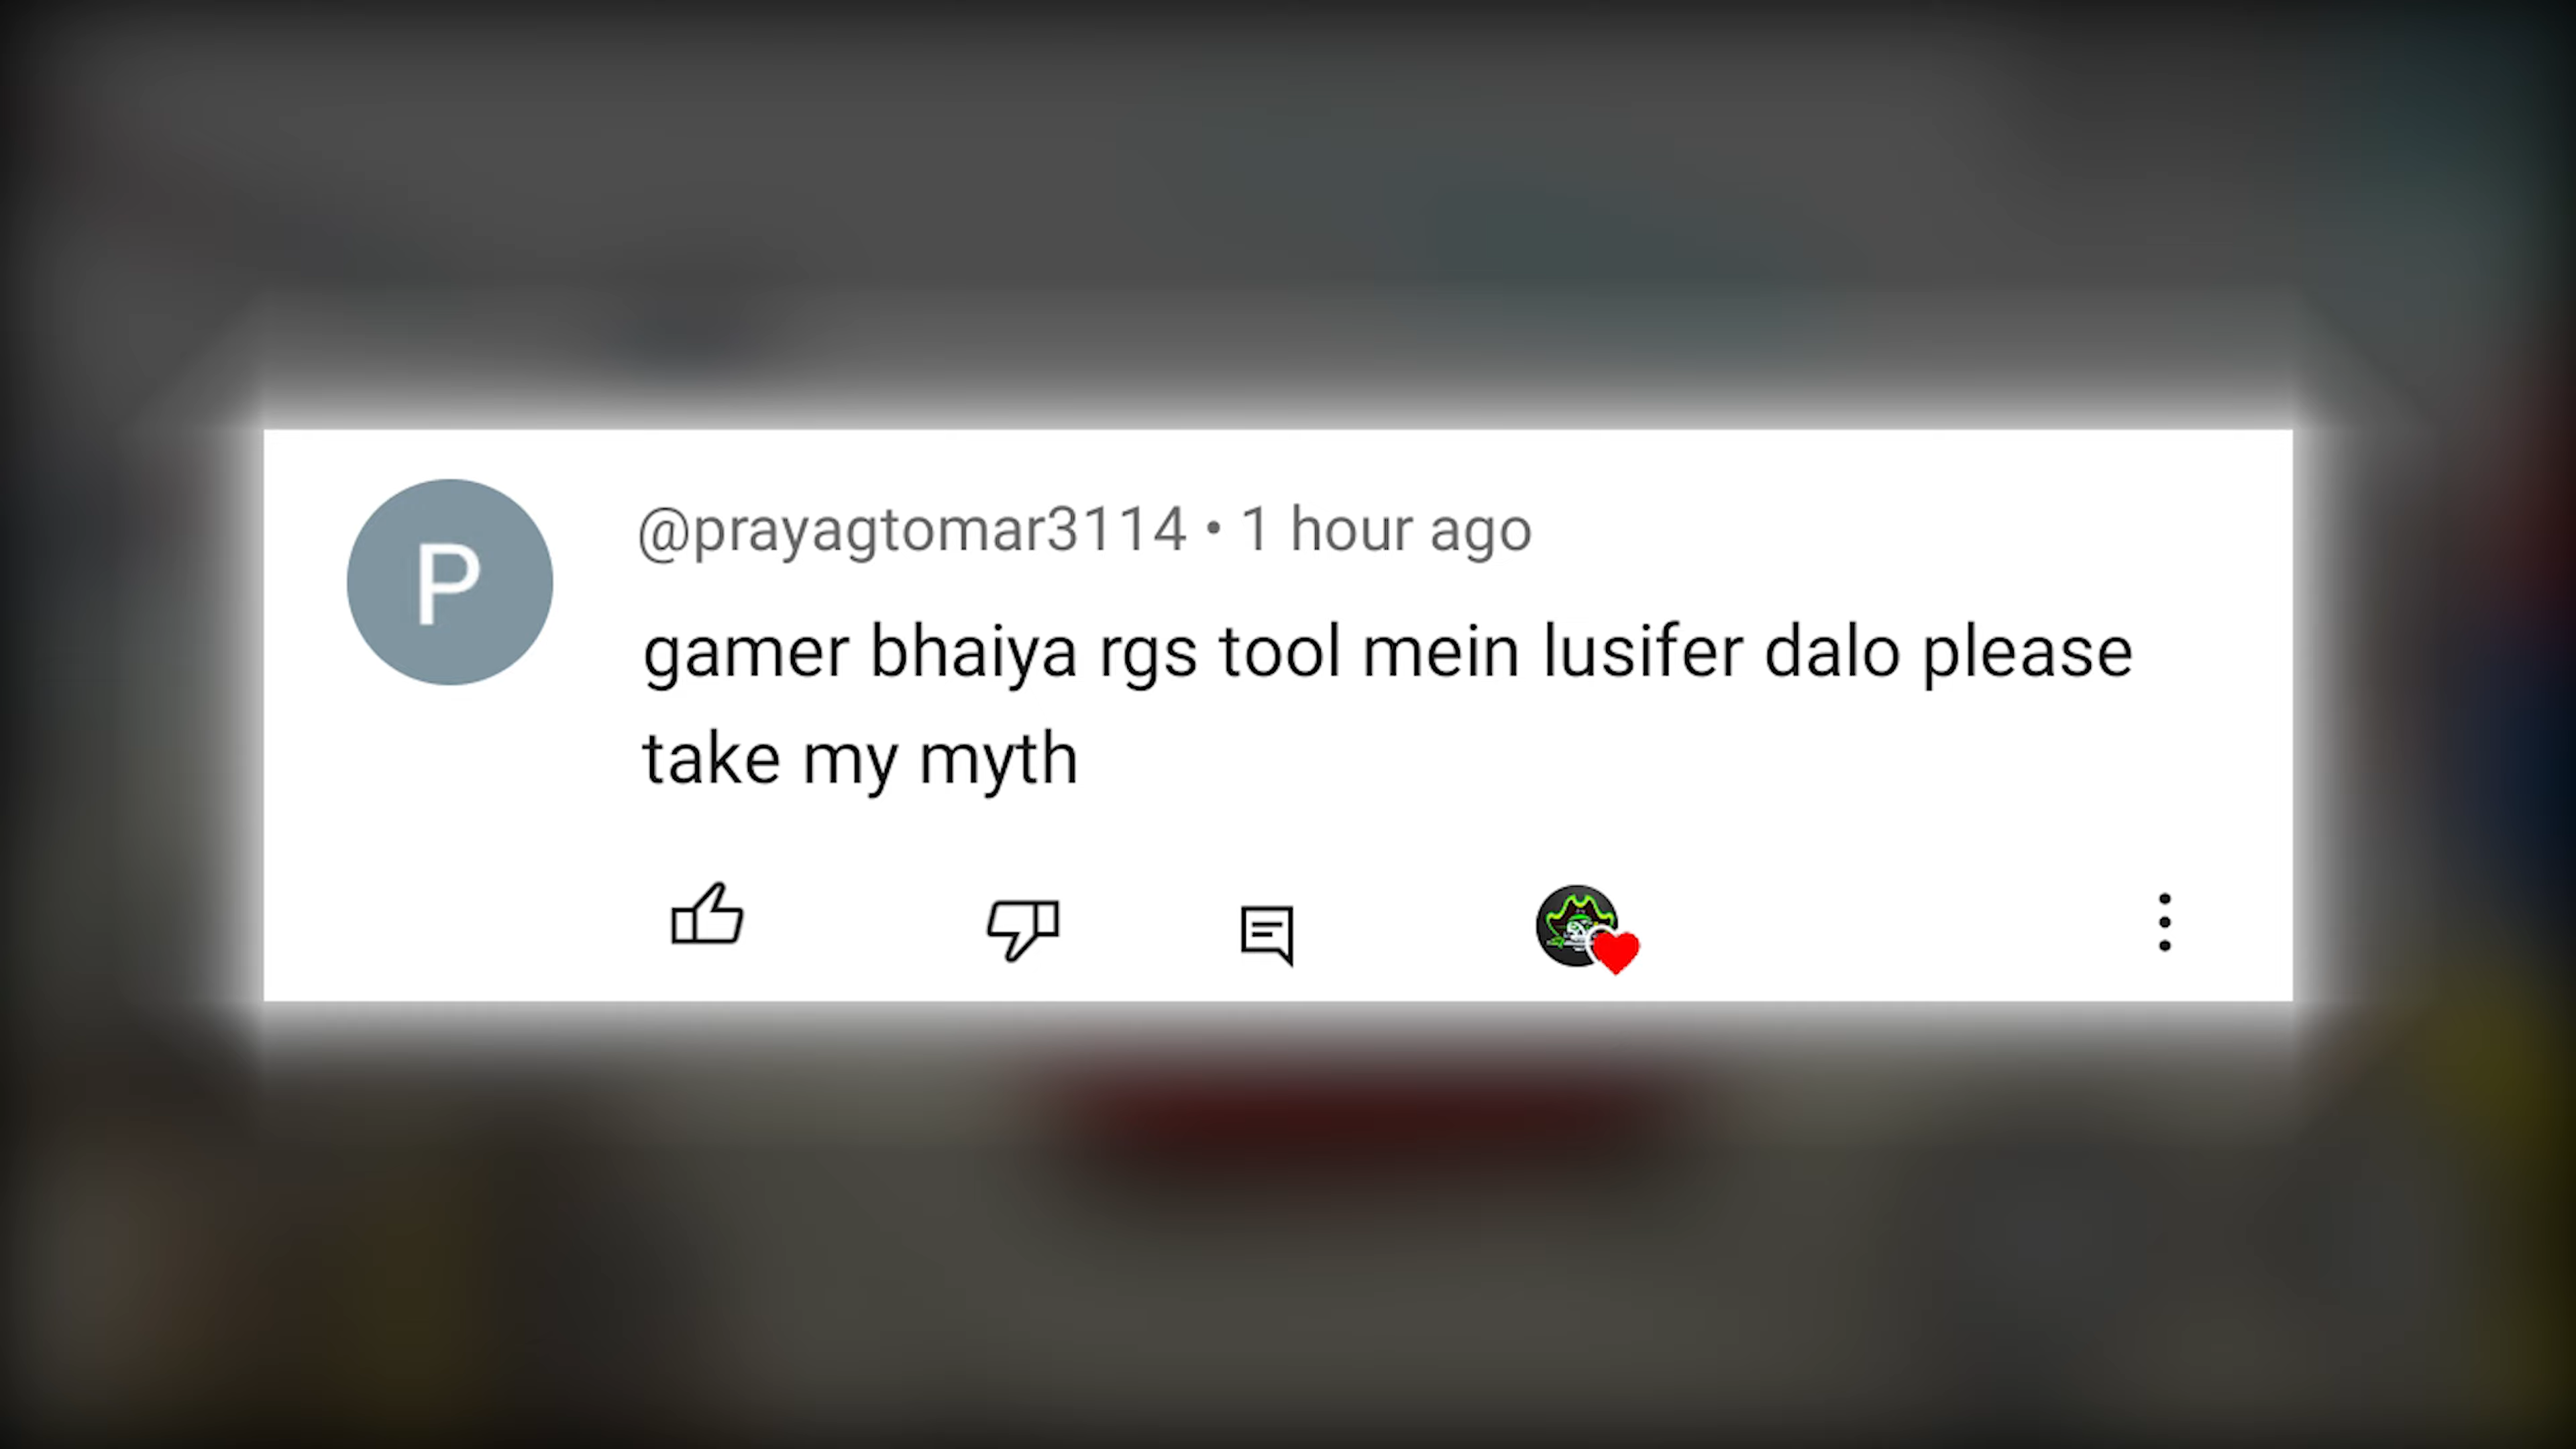 P
@prayagtomar3114 • 1 hour ago
gamer bhaiya rgs tool mein lusifer dalo please
take my myth